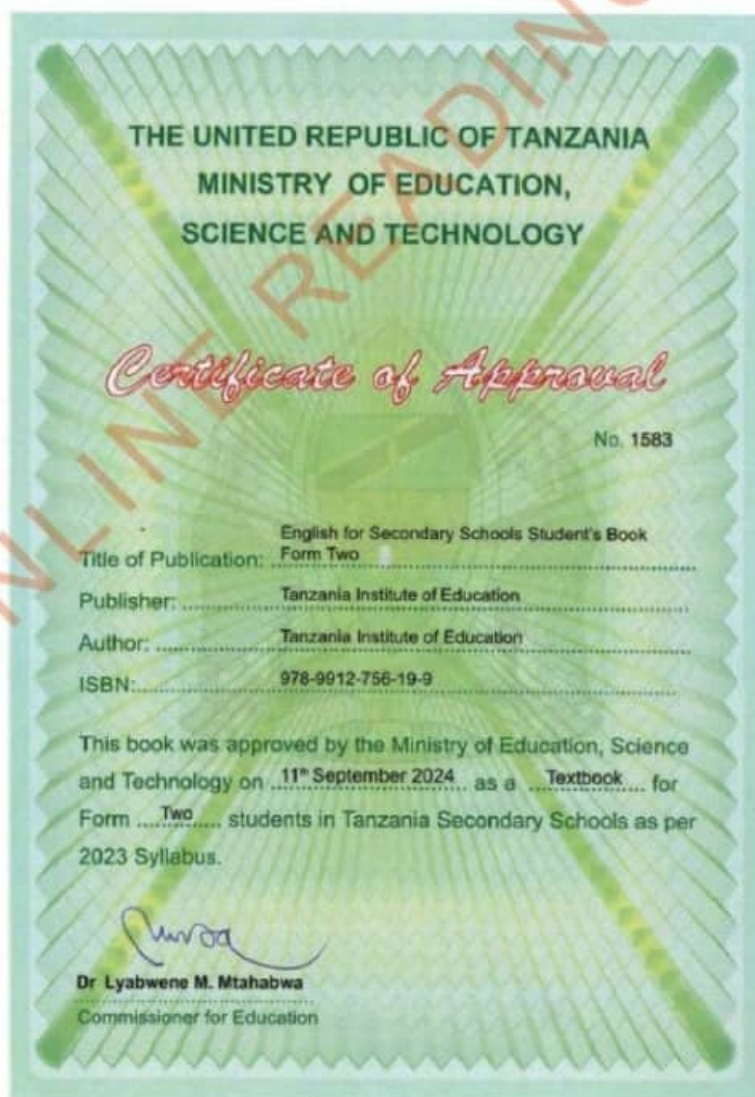 THE UNITED REPUBLIC OF TANZANIA
MINISTRY OF EDUCATION,
SCIENCE AND TECHNOLOGY
Certificate of Approval
No. 1583
English for Secondary Schools Student's Book
Title of Publication: Form Two
Publisher: Tanzania Institute of Education
Author: Tanzania Institute of Education
ISBN: 978-9912-756-19-9
This book was approved by the Ministry of Education, Science
and Technology on 11th September 2024 as a Textbook for
Form Two students in Tanzania Secondary Schools as per
2023 Syllabus.
Dr Lyabwene M. Mtahabwa
Commissioner for Education
NLINE READING